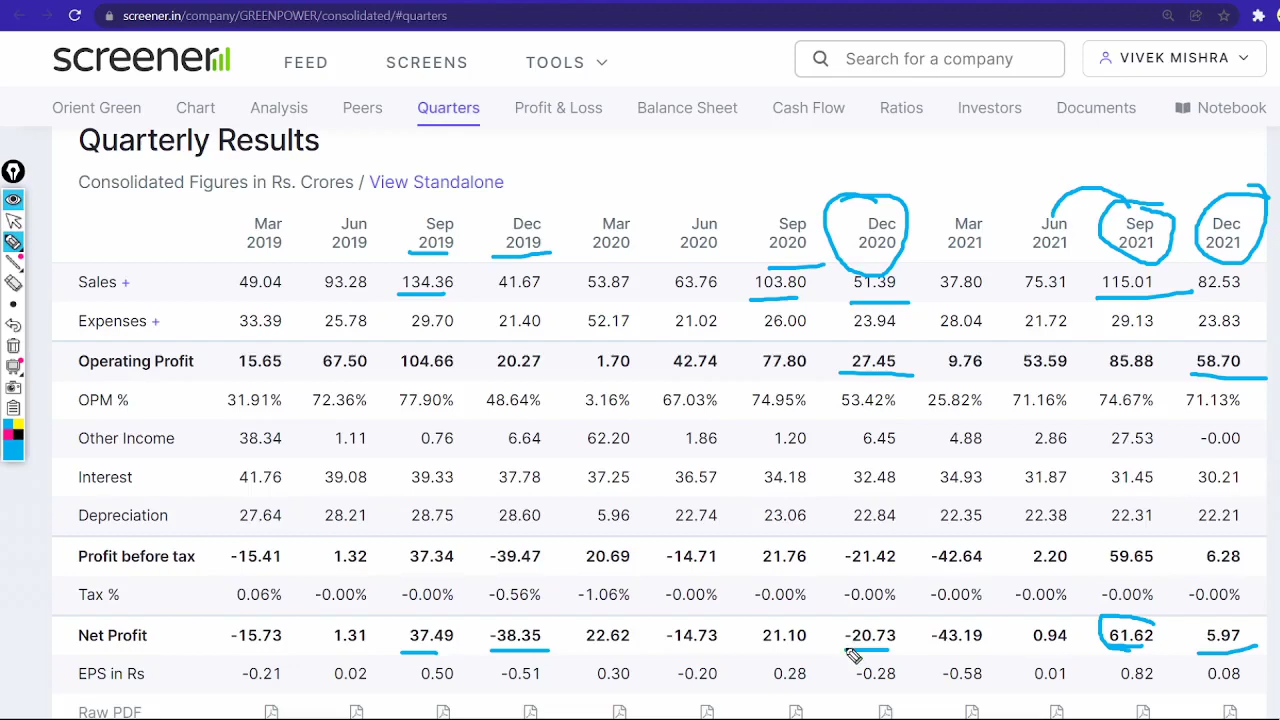 screener.in/company/GREENPOWER/consolidated/#quarters
screener
FEED SCREENS TOOLS
Search for a company
VIVEK MISHRA
Orient Green Chart Analysis Peers Quarters Profit & Loss Balance Sheet Cash Flow Ratios Investors Documents Notebook
Quarterly Results
Consolidated Figures in Rs. Crores / View Standalone
Mar 2019 Jun 2019 Sep 2019 Dec 2019 Mar 2020 Jun 2020 Sep 2020 Dec 2020 Mar 2021 Jun 2021 Sep 2021 Dec 2021
Sales + 49.04 93.28 134.36 41.67 53.87 63.76 103.80 51.39 37.80 75.31 115.01 82.53
Expenses + 33.39 25.78 29.70 21.40 52.17 21.02 26.00 23.94 28.04 21.72 29.13 23.83
Operating Profit 15.65 67.50 104.66 20.27 1.70 42.74 77.80 27.45 9.76 53.59 85.88 58.70
OPM % 31.91% 72.36% 77.90% 48.64% 3.16% 67.03% 74.95% 53.42% 25.82% 71.16% 74.67% 71.13%
Other Income 38.34 1.11 0.76 6.64 62.20 1.86 1.20 6.45 4.88 2.86 27.53 -0.00
Interest 41.76 39.08 39.33 37.78 37.25 36.57 34.18 32.48 34.93 31.87 31.45 30.21
Depreciation 27.64 28.21 28.75 28.60 5.96 22.74 23.06 22.84 22.35 22.38 22.31 22.21
Profit before tax -15.41 1.32 37.34 -39.47 20.69 -14.71 21.76 -21.42 -42.64 2.20 59.65 6.28
Tax % 0.06% -0.00% -0.00% -0.56% -1.06% -0.00% -0.00% -0.00% -0.00% -0.00% -0.00% -0.00%
Net Profit -15.73 1.31 37.49 -38.35 22.62 -14.73 21.10 -20.73 -43.19 0.94 61.62 5.97
EPS in Rs -0.21 0.02 0.50 -0.51 0.30 -0.20 0.28 -0.28 -0.58 0.01 0.82 0.08
Raw PDF